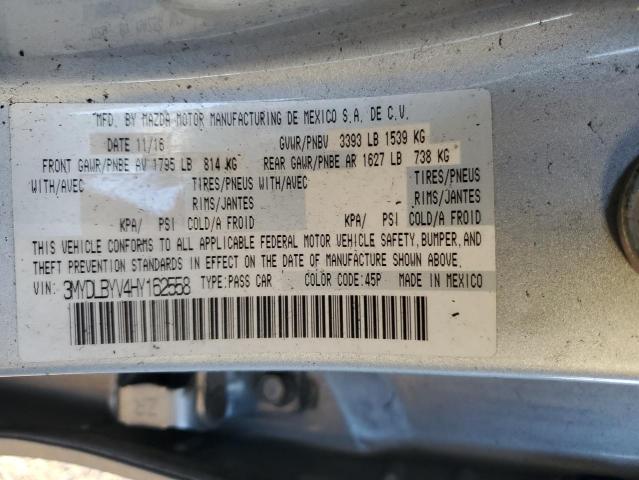 MFD. BY MAZDA MOTOR MANUFACTURING DE MEXICO S.A. DE C.V.
DATE 11/16 GVWR/PNBV 3393 LB 1539 KG
FRONT GAWR/PNBE AV 1795 LB 814 KG REAR GAWR/PNBE AR 1627 LB 738 KG
WITH/AVEC TIRES/PNEUS WITH/AVEC TIRES/PNEUS
RIMS/JANTES RIMS/JANTES
KPA/ PSI COLD/A FROID KPA/ PSI COLD/A FROID
THIS VEHICLE CONFORMS TO ALL APPLICABLE FEDERAL MOTOR VEHICLE SAFETY, BUMPER, AND
THEFT PREVENTION STANDARDS IN EFFECT ON THE DATE OF MANUFACTURE SHOWN ABOVE.
VIN: 3MYDLBYV4HY162558 TYPE:PASS CAR COLOR CODE:45P MADE IN MEXICO